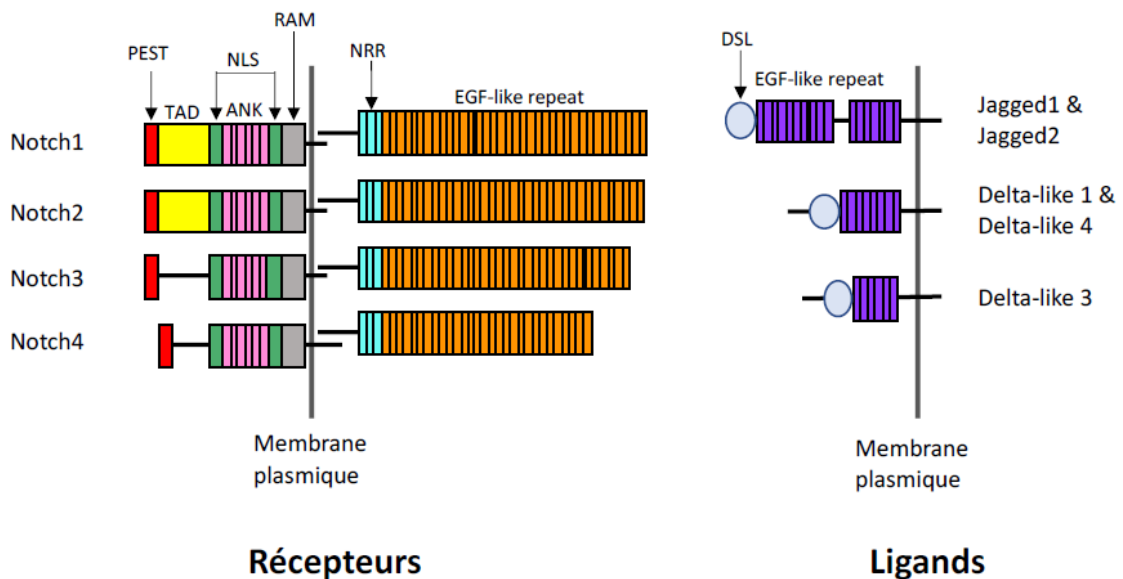 RAM
PEST
NLS
NRR
TAD
ANK
EGF-like repeat
Notch1
Notch2
Notch3
Notch4
Membrane
plasmique
Récepteurs
DSL
EGF-like repeat
Jagged1 &
Jagged2
Delta-like 1 &
Delta-like 4
Delta-like 3
Membrane
plasmique
Ligands